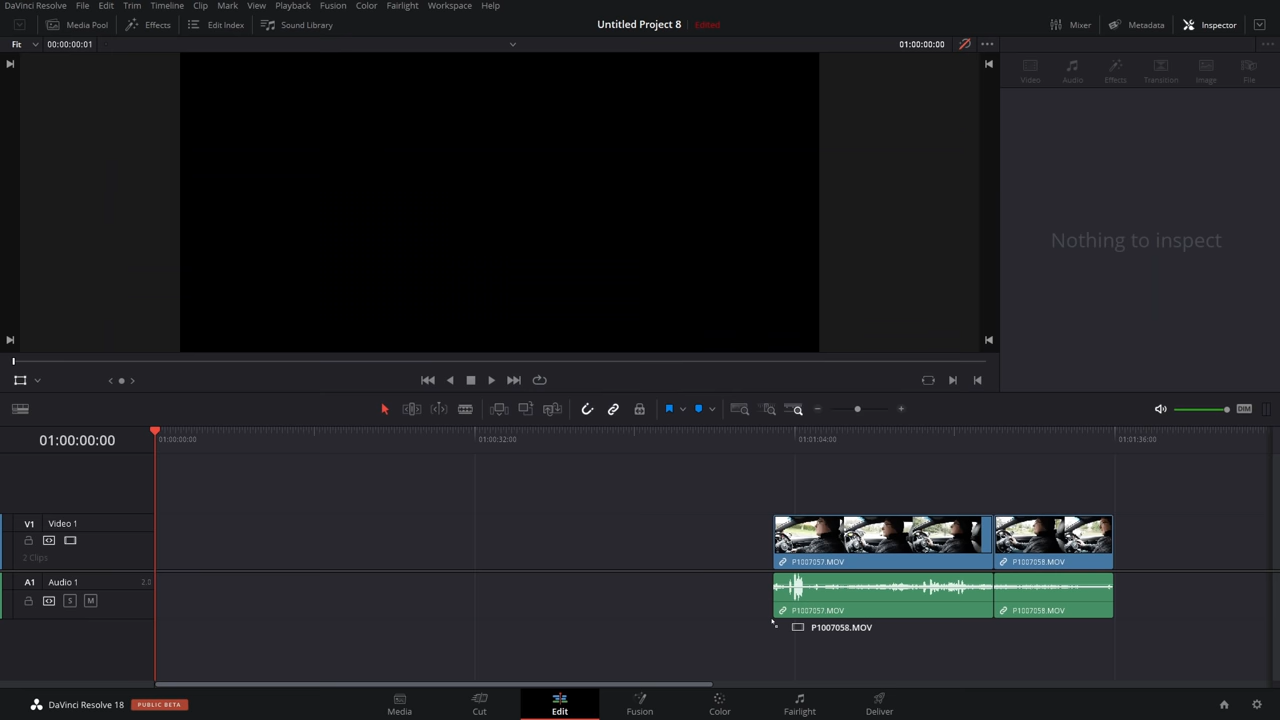 DaVinci Resolve File Edit Trim Timeline Clip Mark View Playback Fusion Color Fairlight Workspace Help
Media Pool Effects Edit Index Sound Library Untitled Project 8 Edited Mixer Metadata Inspector
Fit 00:00:00:01 01:00:00:00
Video Audio Effects Transition Image File
Nothing to inspect
DIM
01:00:00:00 01:00:00:00 01:00:32:00 01:01:04:00 01:01:36:00
V1 Video 1
2 Clips P1007057.MOV P1007058.MOV
A1 Audio 1 2.0
S M
P1007057.MOV P1007058.MOV
P1007058.MOV
DaVinci Resolve 18 PUBLIC BETA Media Cut Edit Fusion Color Fairlight Deliver